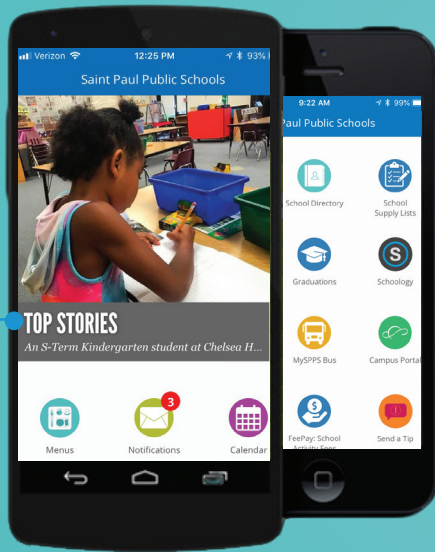 Verizon 12:25 PM 93%
Saint Paul Public Schools
TOP STORIES
An S-Term Kindergarten student at Chelsea H...
3
Menus Notifications Calendar
9:22 AM 99%
Paul Public Schools
School Directory
School
Supply Lists
S
Graduations Schoology
MySPPS Bus Campus Portal
FeePay: School
Activity Fees
Send a Tip